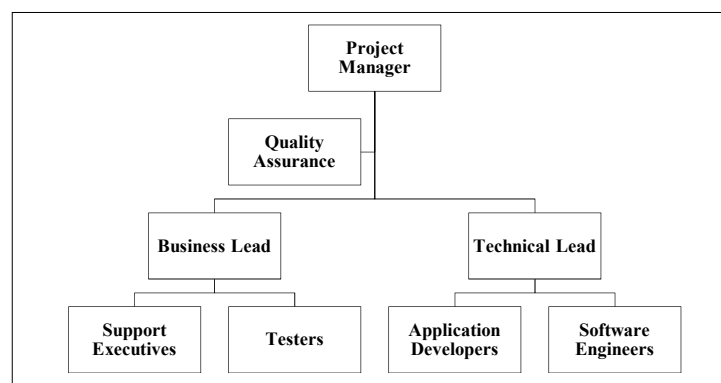 Project
Manager
Quality
Assurance
Business Lead
Technical Lead
Support
Executives
Testers
Application
Developers
Software
Engineers